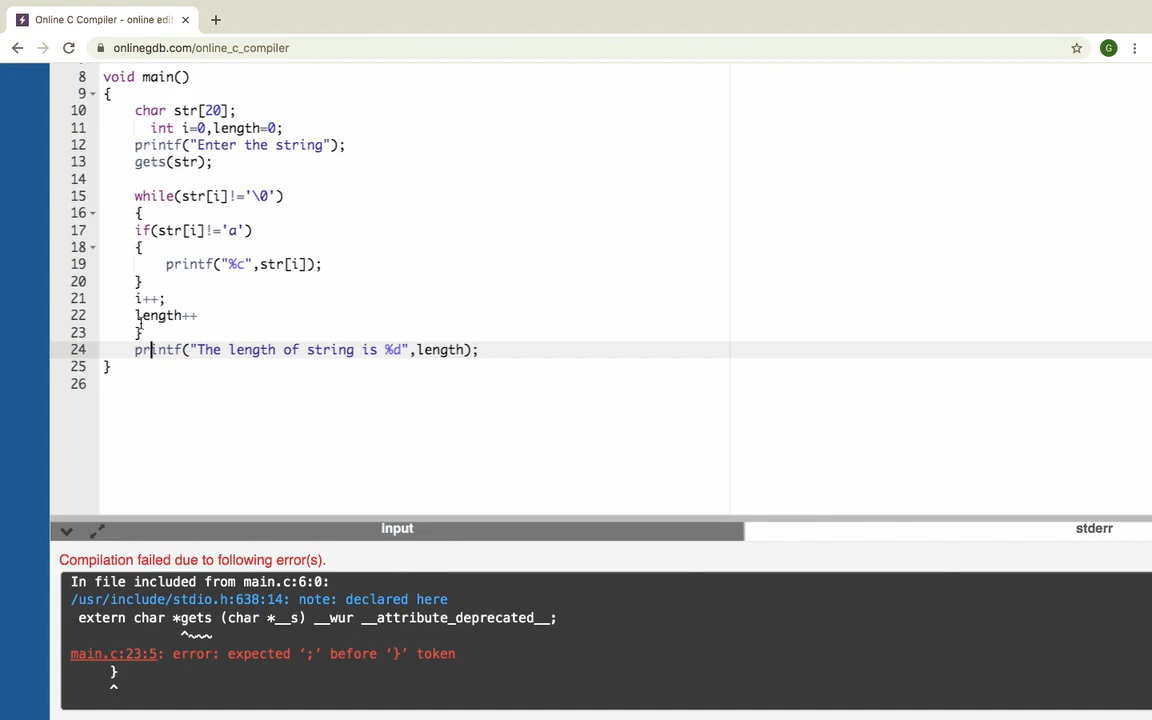 Online C Compiler - online edit
onlinegdb.com/online_c_compiler
G
8 void main()
9 {
10 char str[20];
11 int i=0,length=0;
12 printf("Enter the string");
13 gets(str);
14
15 while(str[i]!='\0')
16 {
17 if(str[i]!='a')
18 {
19 printf("%c",str[i]);
20 }
21 i++;
22 length++
23 }
24 printf("The length of string is %d",length);
25 }
26
input
stderr
Compilation failed due to following error(s).
In file included from main.c:6:0:
/usr/include/stdio.h:638:14: note: declared here
extern char *gets (char *__s) __wur __attribute_deprecated__;
^~~~
main.c:23:5: error: expected ‘;’ before ‘}’ token
}
^